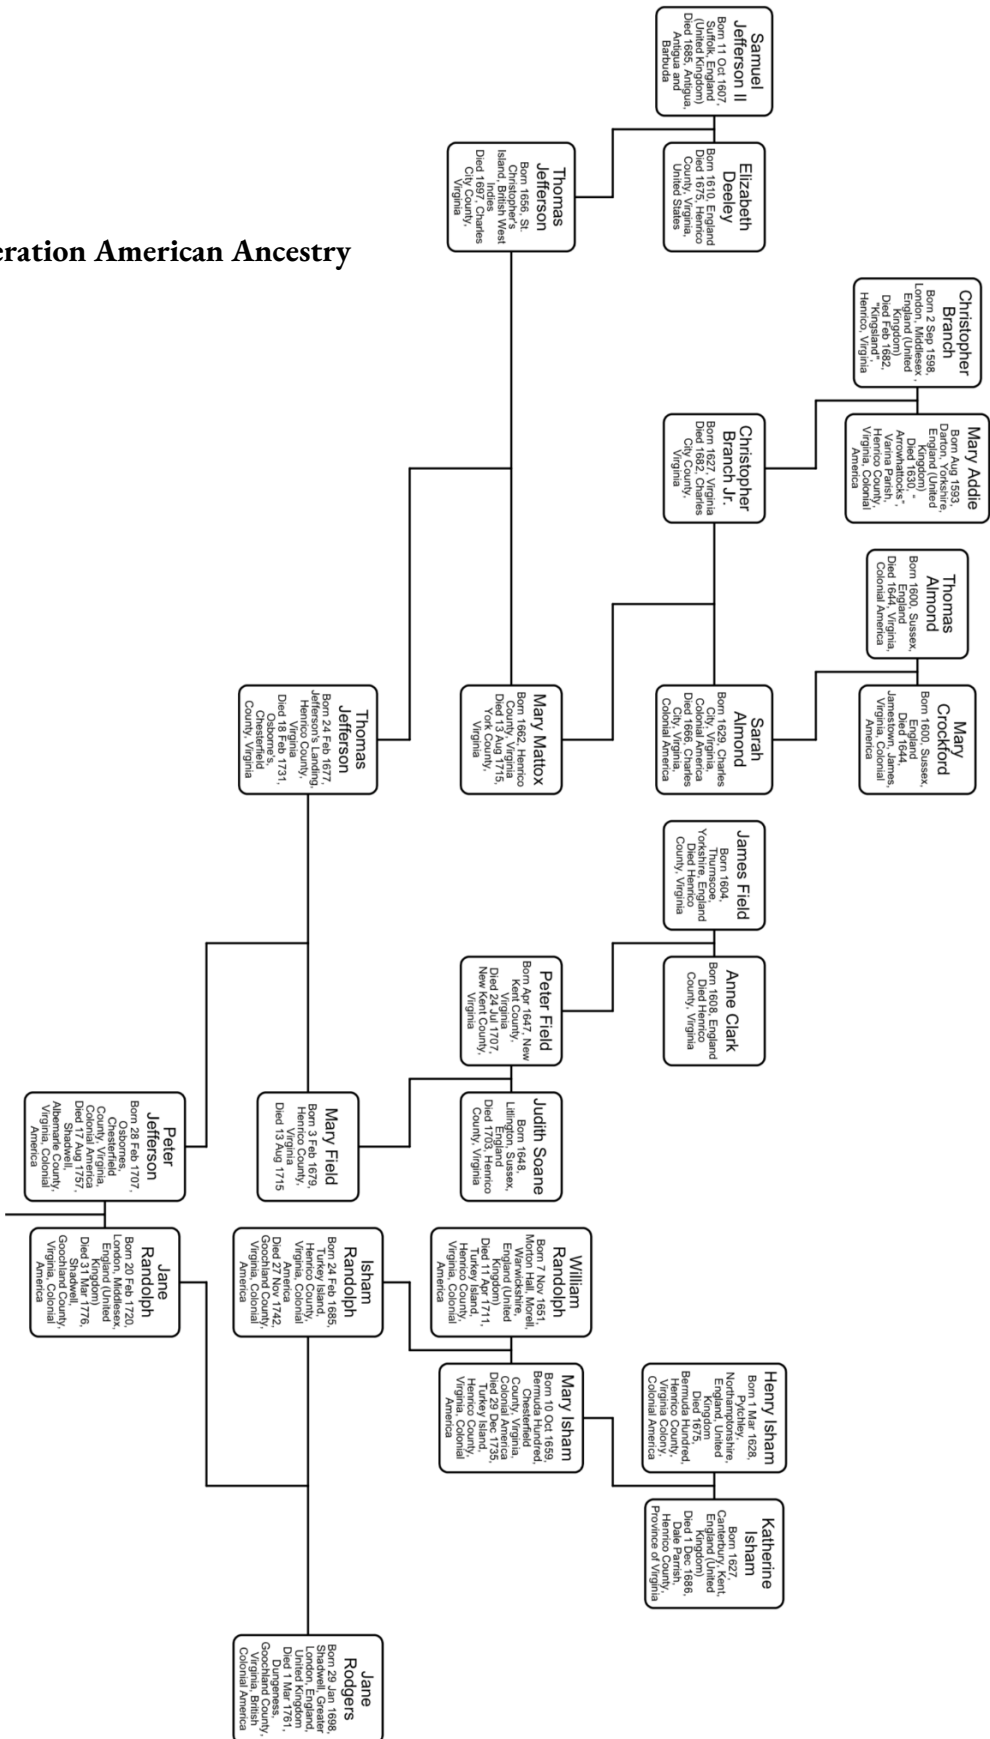 eration American Ancestry
Samuel
Jefferson II
Born 11 Oct 1607,
Suffolk, England
(United Kingdom)
Died 1685, Antigua,
Antigua and
Barbuda
Elizabeth
Deeley
Born 1610, England
Died 1675, Henrico
County, Virginia,
United States
Thomas
Jefferson
Born 1656, St.
Christopher's
Island, British West
Indies
Died 1697, Charles
City County,
Virginia
Christopher
Branch
Born 2 Sep 1598,
London, Middlesex ,
England (United
Kingdom)
Died Feb 1682,
"Kingsland",
Henrico, Virginia
Mary Addie
Born Aug 1593,
Darton, Yorkshire,
England (United
Kingdom)
Died 1630, "
Arrowhattocks",
Varina Parish,
Henrico County,
Virginia, Colonial
America
Christopher
Branch Jr.
Born 1627, Virginia
Died 1682, Charles
City County,
Virginia
Thomas
Almond
Born 1600, Sussex,
England
Died 1644, Virginia,
Colonial America
Mary
Crockford
Born 1600, Sussex,
England
Died 1644,
Jamestown, James,
Virginia, Colonial
America
Sarah
Almond
Born 1629, Charles
City, Virginia,
Colonial America
Died 1666, Charles
City, Virginia,
Colonial America
Mary Mattox
Born 1662, Henrico
County, Virginia
Died 13 Aug 1715,
York County,
Virginia
Thomas
Jefferson
Born 24 Feb 1677,
Jefferson's Landing,
Henrico County,
Virginia
Died 18 Feb 1731,
Osborne's,
Chesterfield
County, Virginia
James Field
Born 1604,
Thurnscoe,
Yorkshire, England
Died Henrico
County, Virginia
Anne Clark
Born 1608, England
Died Henrico
County, Virginia
Peter Field
Born Apr 1647, New
Kent County,
Virginia
Died 24 Jul 1707,
New Kent County,
Virginia
Judith Soane
Born 1648,
Litlington, Sussex,
England
Died 1703, Henrico
County, Virginia
Mary Field
Born 3 Feb 1679,
Henrico County,
Virginia
Died 13 Aug 1715
Peter
Jefferson
Born 28 Feb 1707,
Osbornes,
Chesterfield
County, Virginia,
Colonial America
Died 17 Aug 1757,
Shadwell,
Albemarle County,
Virginia, Colonial
America
Jane
Randolph
Born 20 Feb 1720,
London, Middlesex,
England (United
Kingdom)
Died 31 Mar 1776,
Shadwell,
Goochland County,
Virginia, Colonial
America
Isham
Randolph
Born 24 Feb 1685,
Turkey Island,
Henrico County,
Virginia, Colonial
America
Died 27 Nov 1742,
Goochland County,
Virginia, Colonial
America
William
Randolph
Born 7 Nov 1651,
Morton Hall, Morell,
Warwickshire,
England (United
Kingdom)
Died 11 Apr 1711,
Turkey Island,
Henrico County,
Virginia, Colonial
America
Mary Isham
Born 10 Oct 1659,
Bermuda Hundred,
Chesterfield
County, Virginia,
Colonial America
Died 29 Dec 1735,
Turkey Island,
Henrico County,
Virginia, Colonial
America
Henry Isham
Born 1 Mar 1628,
Pytchley,
Northamptonshire,
England, United
Kingdom
Died 1675,
Bermuda Hundred,
Henrico County,
Virginia Colony,
Colonial America
Katherine
Isham
Born 1627,
Canterbury, Kent,
England (United
Kingdom)
Died 1 Dec 1686,
Dale Parrish,
Henrico County,
Province of Virginia
Jane
Rodgers
Born 29 Jan 1698,
Shadwell, Greater
London, England,
United Kingdom
Died 1 Mar 1761,
Dungeness,
Goochland County,
Virginia, British
Colonial America